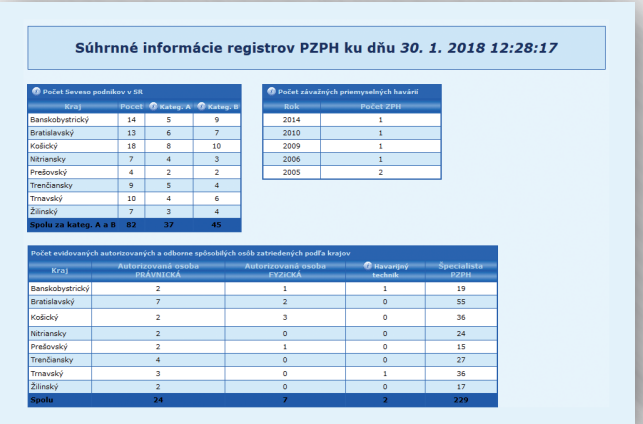 Súhrnné informácie registrov PZPH ku dňu 30. 1. 2018 12:28:17
Počet Seveso podnikov v SR
Kraj Pocet Kateg. A Kateg. B
Banskobystrický 14 5 9
Bratislavský 13 6 7
Košický 18 8 10
Nitriansky 7 4 3
Prešovský 4 2 2
Trenčiansky 9 5 4
Trnavský 10 4 6
Žilinský 7 3 4
Spolu za kateg. A a B 82 37 45
Počet závažných priemyselných havárií
Rok Počet ZPH
2014 1
2010 1
2009 1
2006 1
2005 2
Počet evidovaných autorizovaných a odborne spôsobilých osôb zatriedených podľa krajov
Kraj Autorizovaná osoba PRÁVNICKÁ Autorizovaná osoba FYZICKÁ Havarijný technik Špecialista PZPH
Banskobystrický 2 1 1 19
Bratislavský 7 2 0 55
Košický 2 3 0 36
Nitriansky 2 0 0 24
Prešovský 2 1 0 15
Trenčiansky 4 0 0 27
Trnavský 3 0 1 36
Žilinský 2 0 0 17
Spolu 24 7 2 229